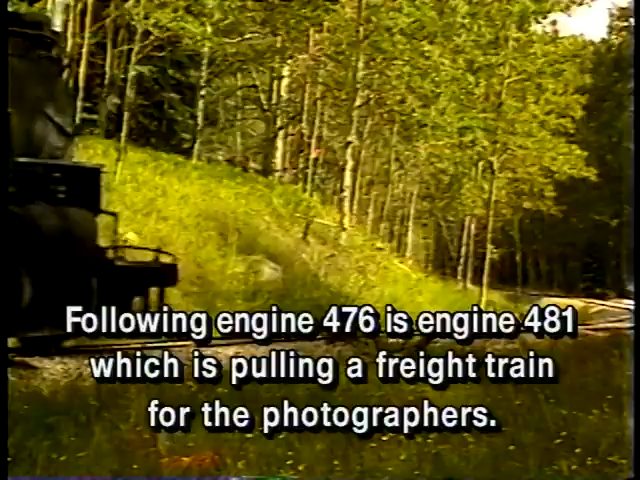 Following engine 476 is engine 481
which is pulling a freight train
for the photographers.